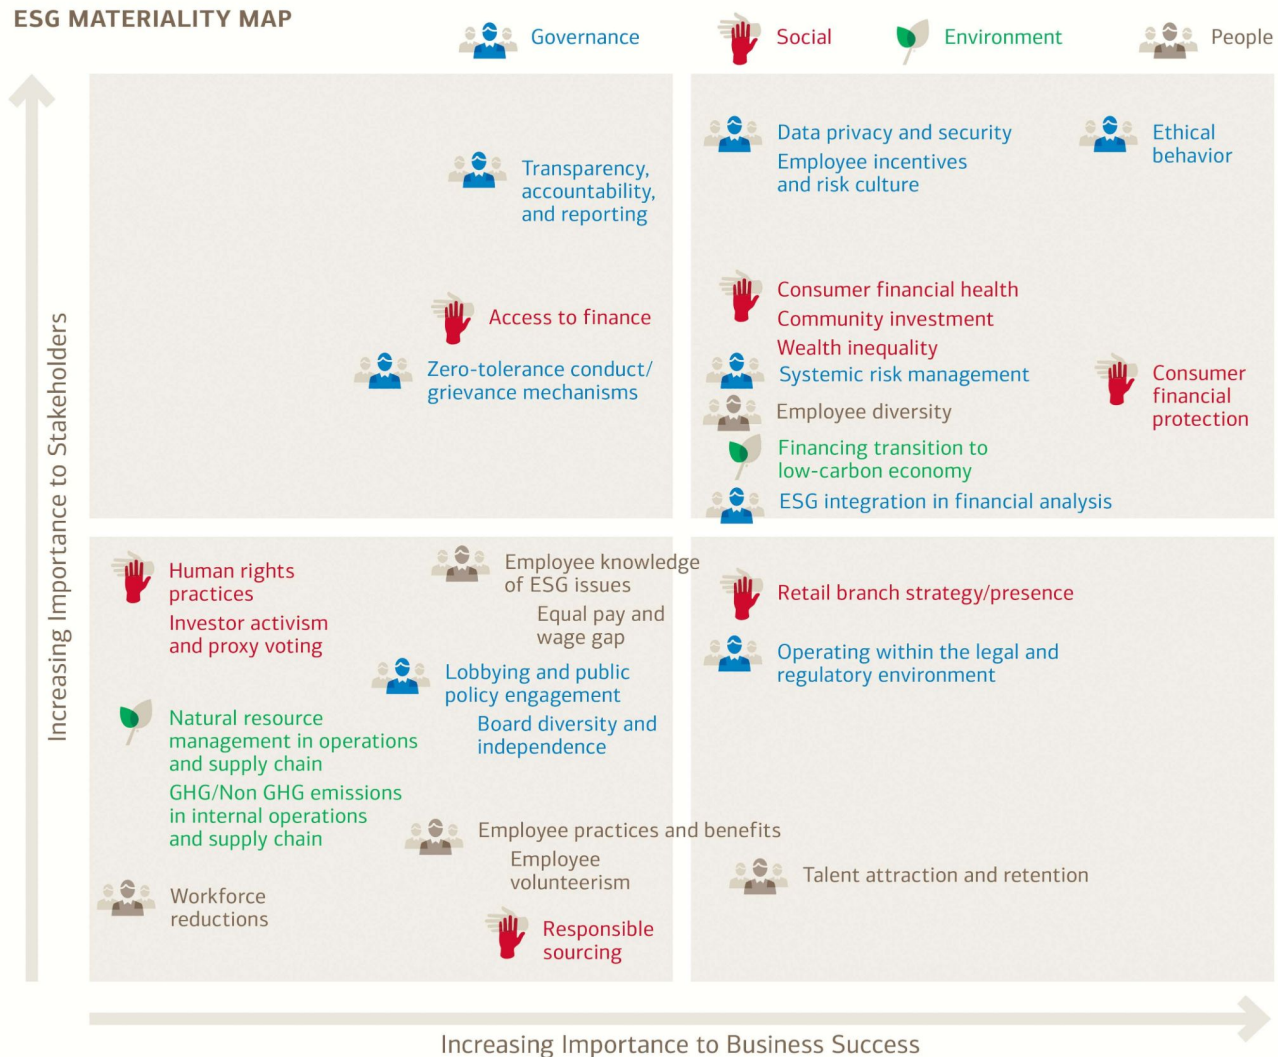 ESG MATERIALITY MAP
Governance
Social
Environment
People
Increasing Importance to Stakeholders
Transparency,
accountability,
and reporting
Access to finance
Zero-tolerance conduct/
grievance mechanisms
Data privacy and security
Employee incentives
and risk culture
Ethical
behavior
Consumer financial health
Community investment
Wealth inequality
Systemic risk management
Employee diversity
Financing transition to
low-carbon economy
ESG integration in financial analysis
Consumer
financial
protection
Human rights
practices
Investor activism
and proxy voting
Employee knowledge
of ESG issues
Equal pay and
wage gap
Lobbying and public
policy engagement
Board diversity and
independence
Natural resource
management in operations
and supply chain
GHG/Non GHG emissions
in internal operations
and supply chain
Employee practices and benefits
Employee
volunteerism
Workforce
reductions
Responsible
sourcing
Retail branch strategy/presence
Operating within the legal and
regulatory environment
Talent attraction and retention
Increasing Importance to Business Success